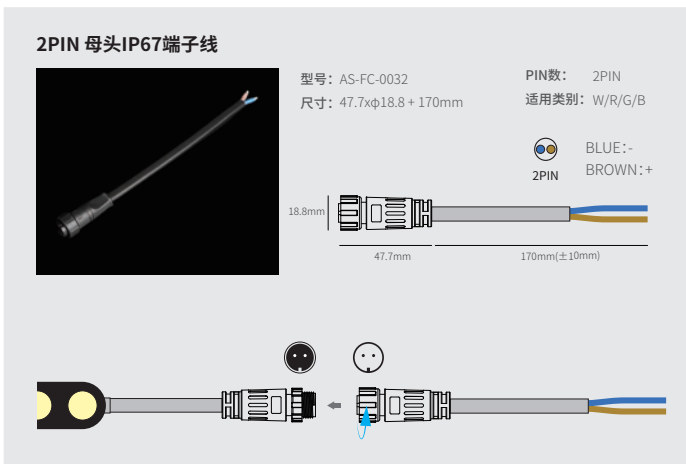 2PIN 母头IP67端子线
型号：AS-FC-0032
尺寸：47.7xφ18.8 + 170mm
PIN数： 2PIN
适用类别：W/R/G/B
BLUE：-
BROWN：+
2PIN
18.8mm
47.7mm
170mm(±10mm)